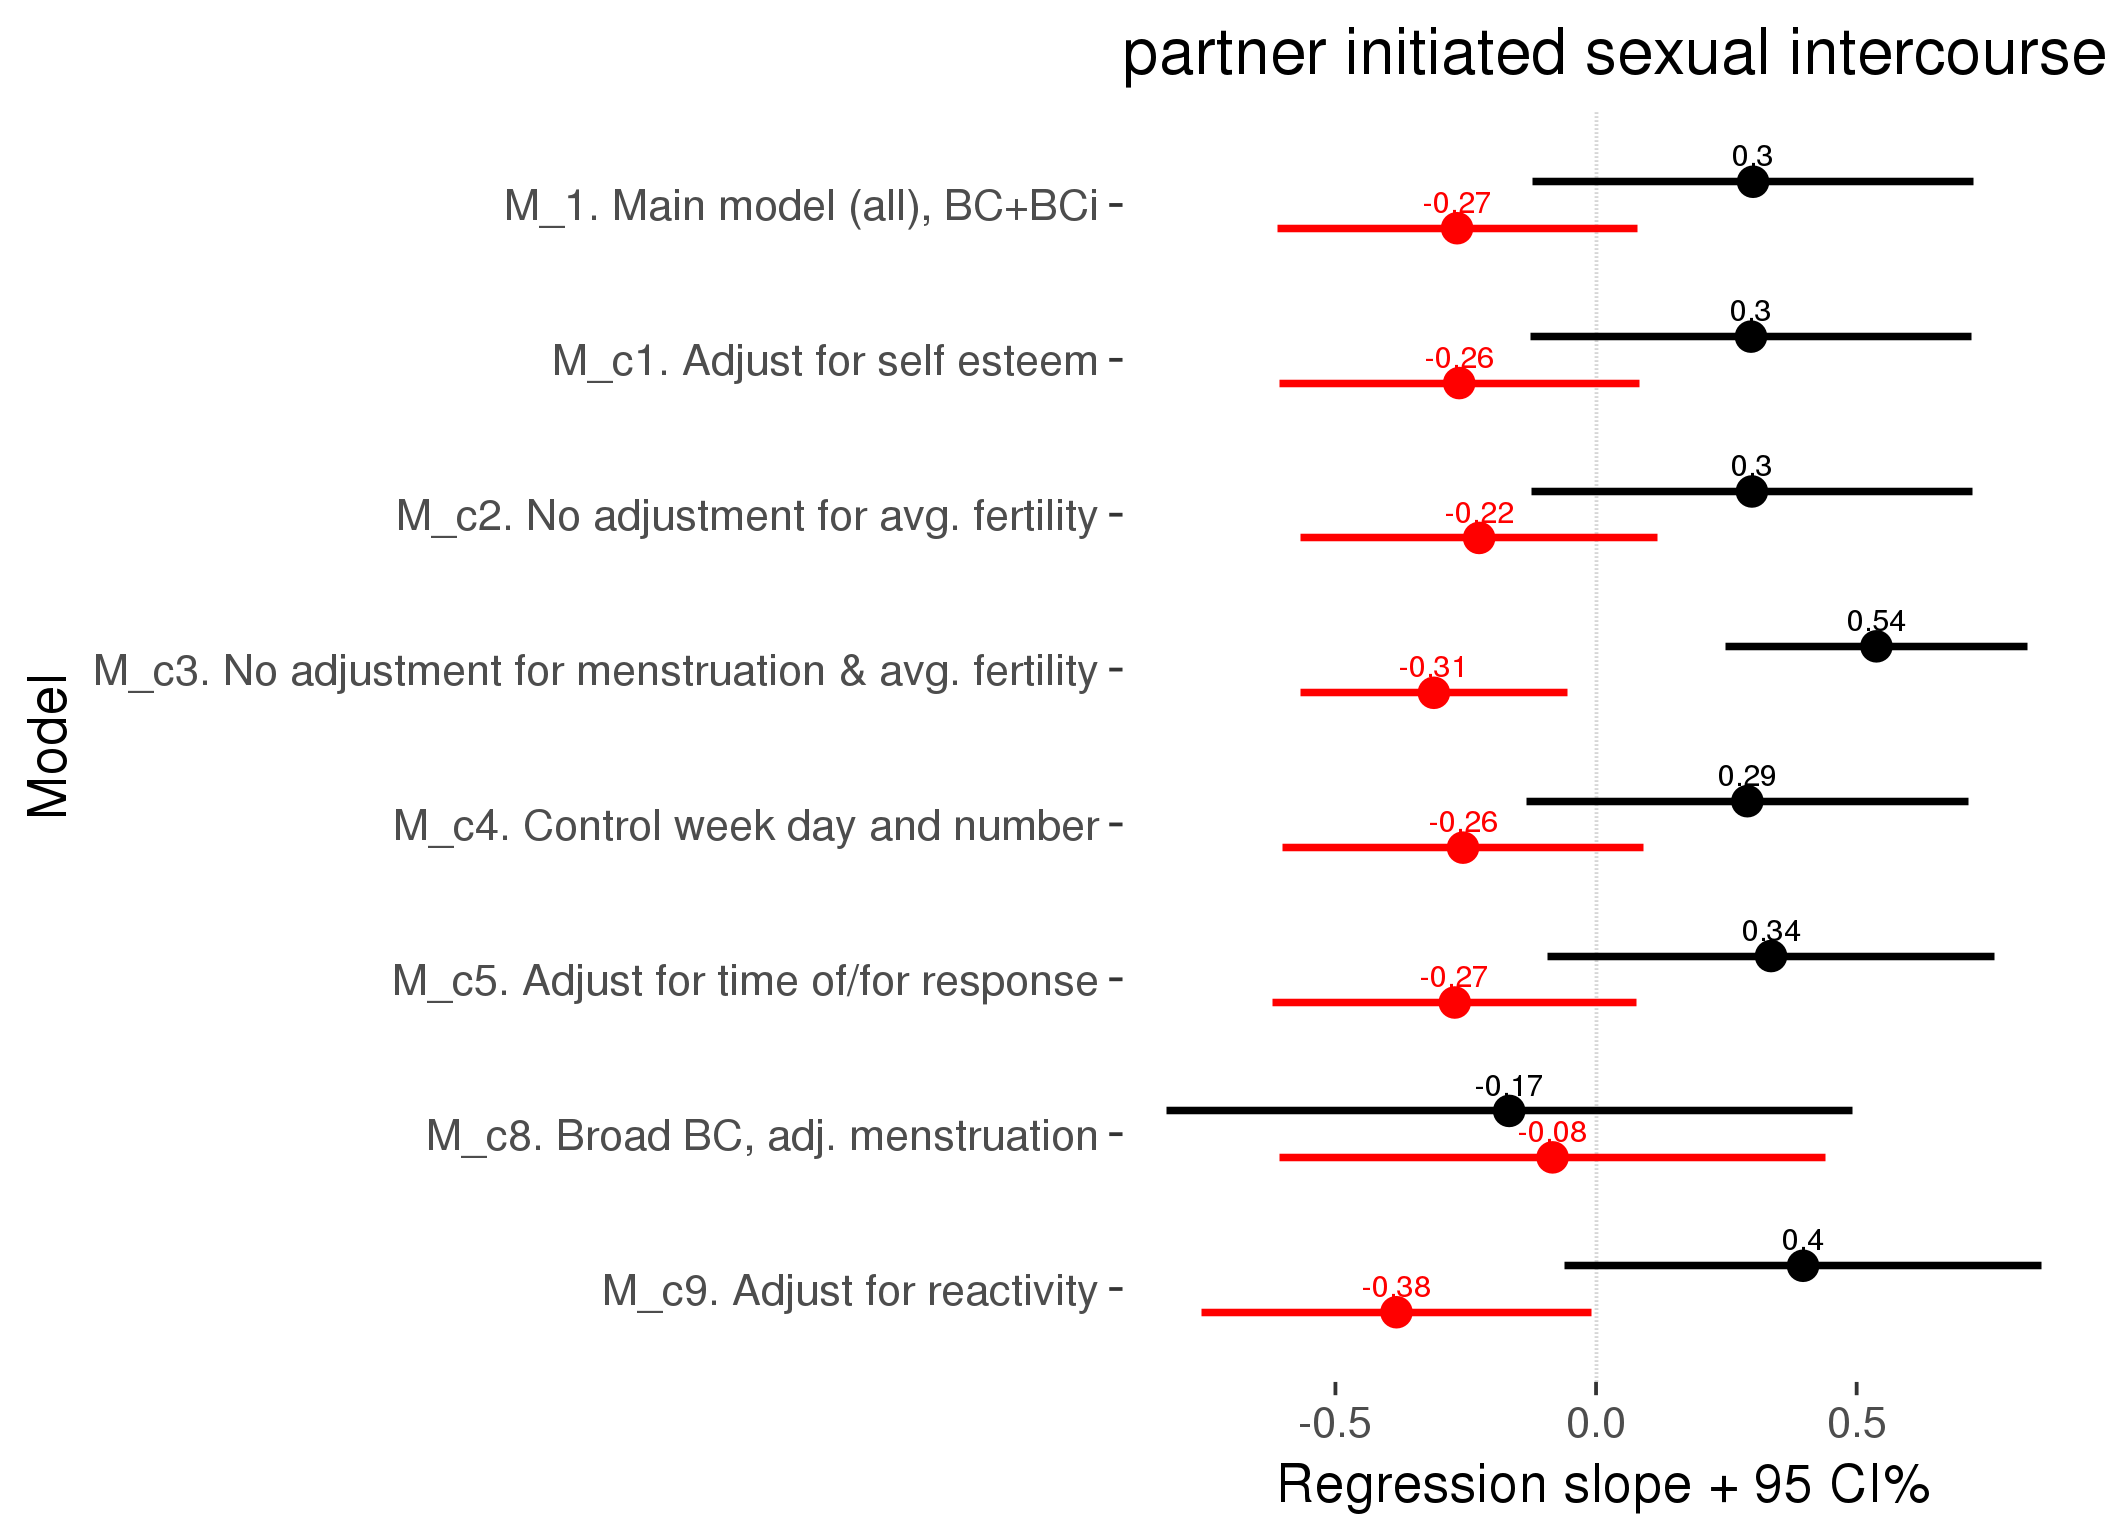 partner initiated sexual intercourse
0.3
M_1. Main model (all), BC+BCi
-0.27
0.3
M_c1. Adjust for self esteem
-0.26
0.3
M_c2. No adjustment for avg. fertility
-0.22
0.54
M_c3. No adjustment for menstruation & avg. fertility
-0.31
Model
0.29
M_c4. Control week day and number
-0.26
0.34
M_c5. Adjust for time of/for response
-0.27
-0.17
M_c8. Broad BC, adj. menstruation
-0.08
0.4
M_c9. Adjust for reactivity
-0.38
-0.5 0.0 0.5
Regression slope + 95 CI%